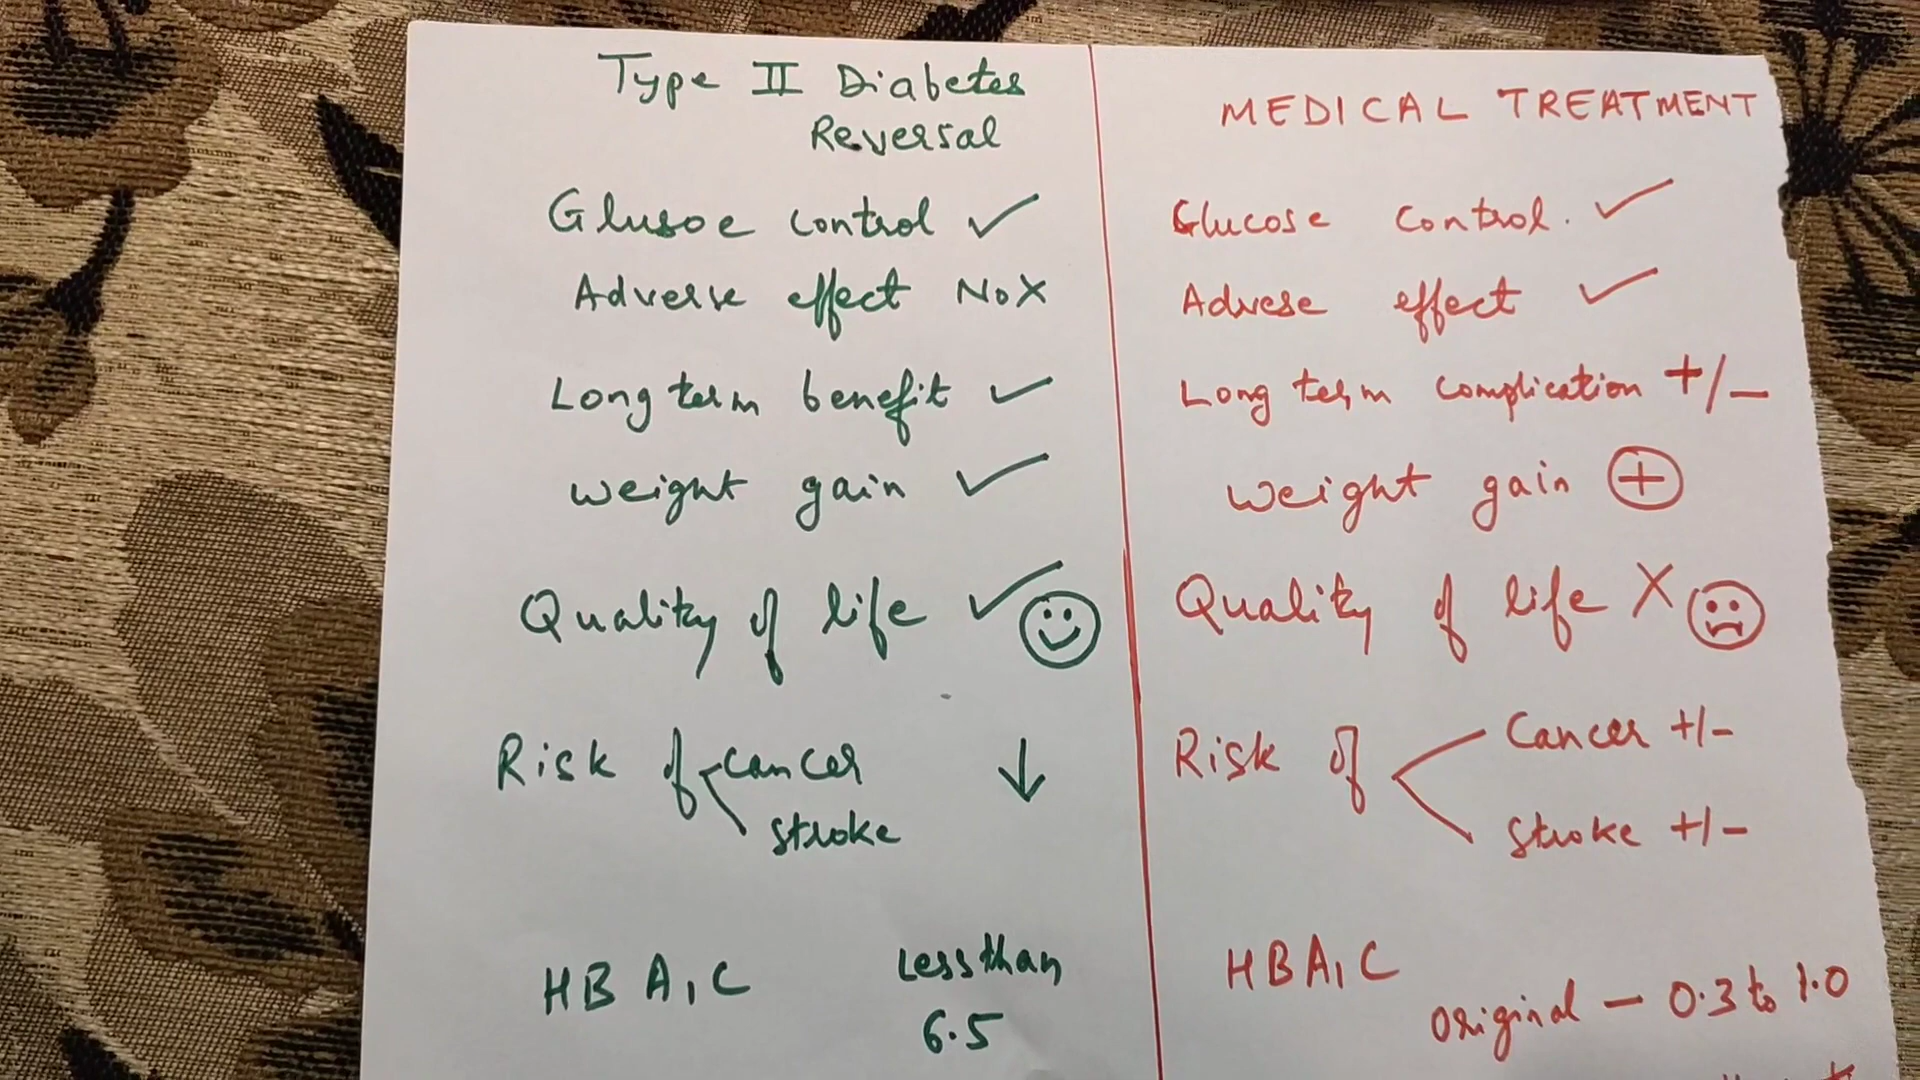 Type II Diabetes
Reversal
Glusoe control ✓
Adverse effect No X
Long term benefit ✓
weight gain ✓
Quality of life ✓
Risk of cancer ↓
stroke
HB A1C Less than
6.5
MEDICAL TREATMENT
Glucose control. ✓
Advese effect ✓
Long term complication +/-
weight gain +
Quality of life X
Risk of Cancer +/-
Stroke +/-
HBA1C
Original - 0.3 to 1.0